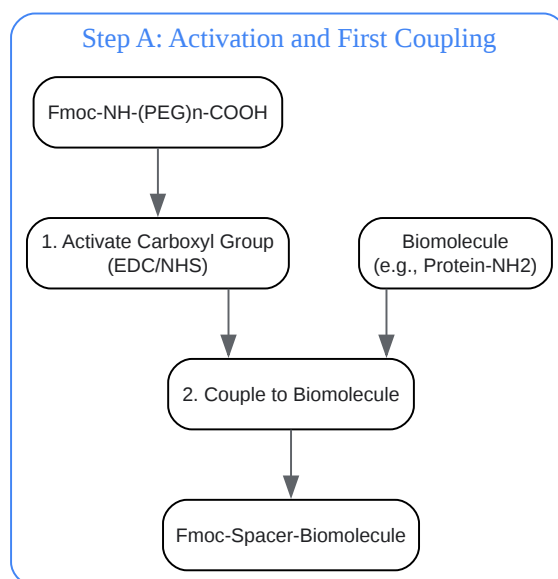 Step A: Activation and First Coupling
Fmoc-NH-(PEG)n-COOH
1. Activate Carboxyl Group
(EDC/NHS)
Biomolecule
(e.g., Protein-NH2)
2. Couple to Biomolecule
Fmoc-Spacer-Biomolecule